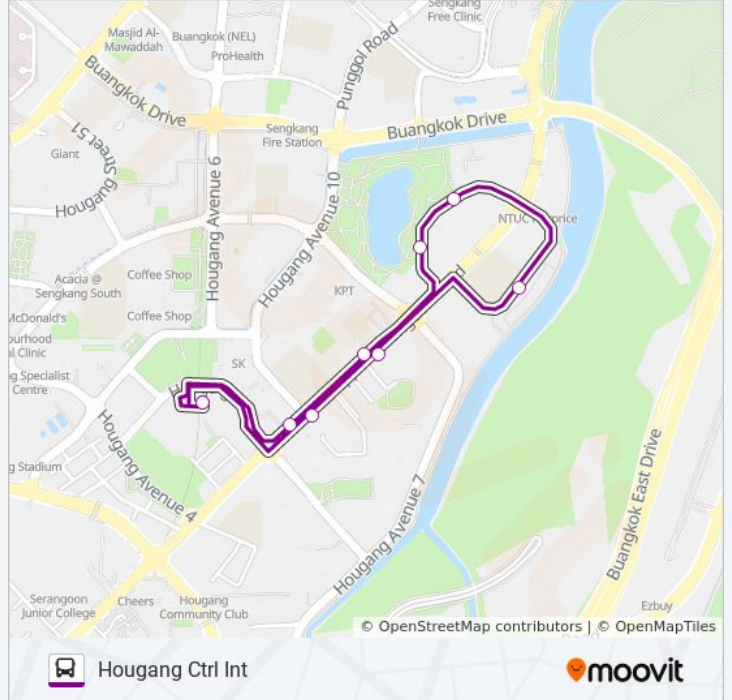 Sengkang
Free Clinic
Masjid Al-
Mawaddah
Buangkok (NEL)
ProHealth
Punggol Road
Buangkok Drive
Buangkok Drive
Sengkang
Fire Station
Giant
Hougang Street 51
Hougang Avenue 6
Hougang Avenue 10
NTUC
price
Acacia @
Sengkang South
Coffee Shop
KPT
McDonald's
Coffee Shop
ourhood
l Clinic
SK
g Specialist
Centre
g Stadium
Hougang Avenue 4
Hougang Avenue 7
Buangkok East Drive
Serangoon
Junior College
Cheers
Hougang
Community Club
Ezbuy
© OpenStreetMap contributors | © OpenMapTiles
Hougang Ctrl Int
moovit